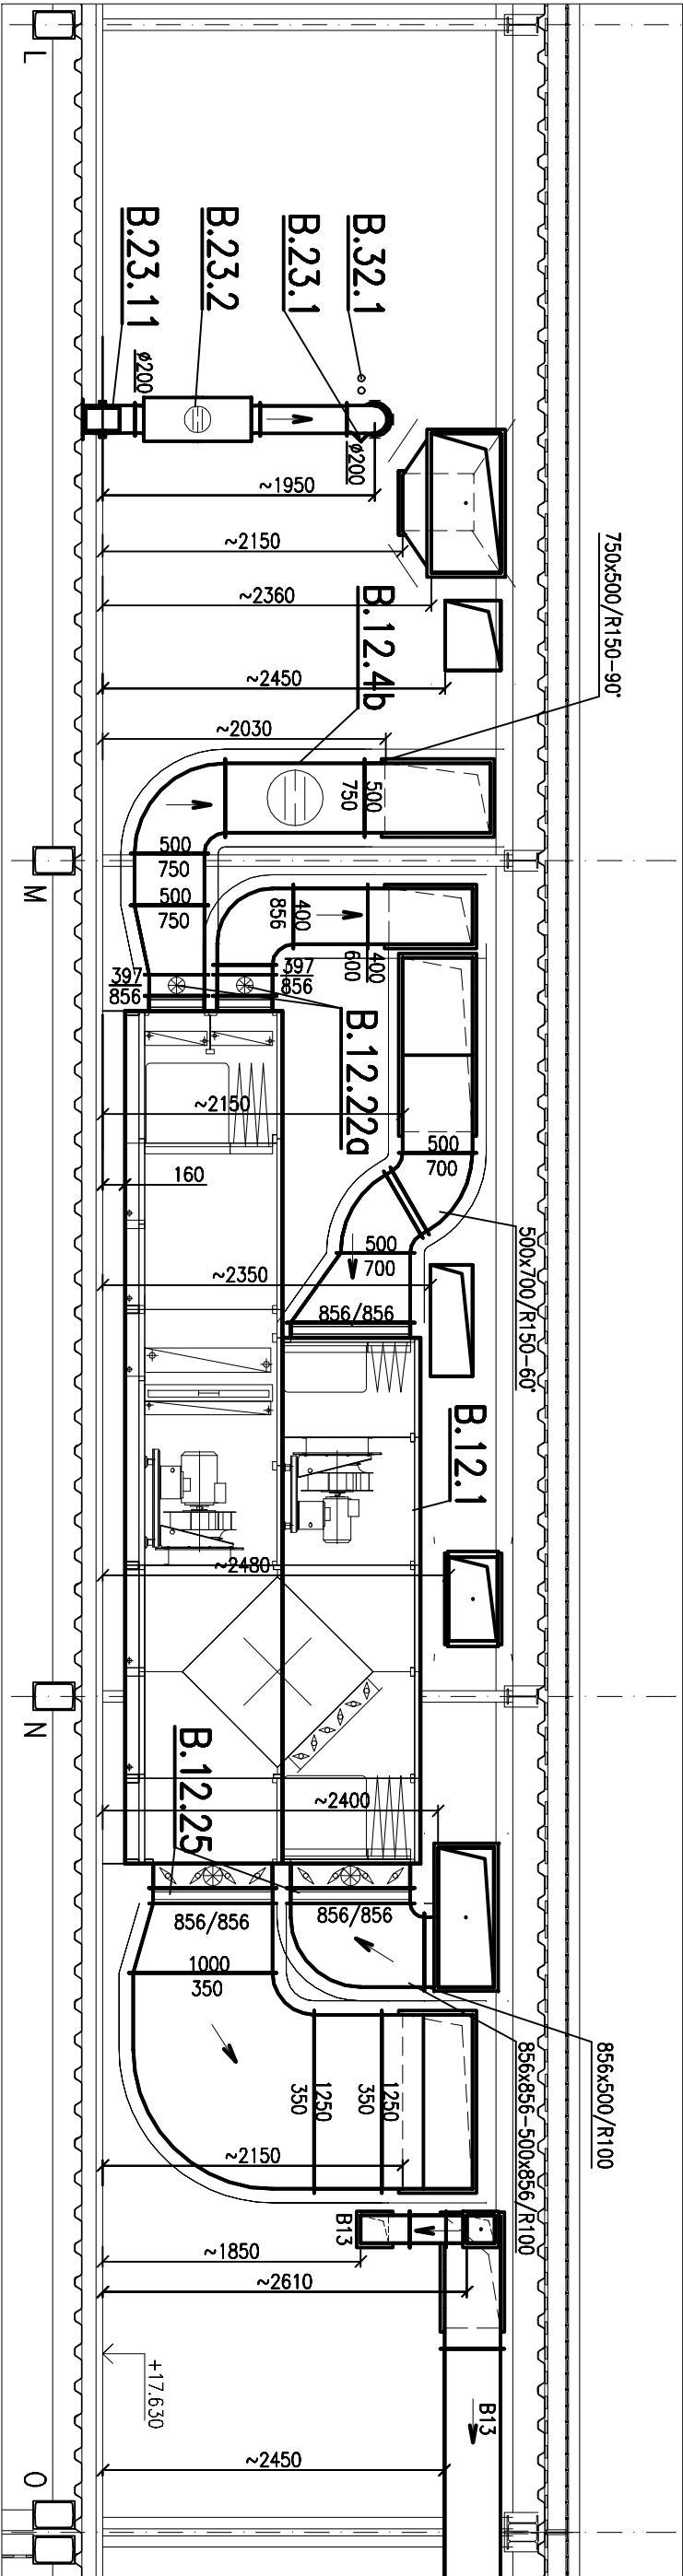 L
B.32.1
B.23.1
B.23.2
B.23.11
ø200
ø200
~1950
~2150
~2360
750x500/R150-90°
~2450
B.12.4b
~2030
500
750
500
750
500
750
M
400
856
400
600
397
856
397
856
B.12.22a
~2150
160
500
700
500x700/R150-60°
500
700
~2350
856/856
B.12.1
~2480
N
B.12.25
~2400
856/856
856/856
1000
350
856x500/R100
856x856-500x856/R100
1250
350
1250
350
~2150
B13
~1850
~2610
+17.630
B13
~2450
O